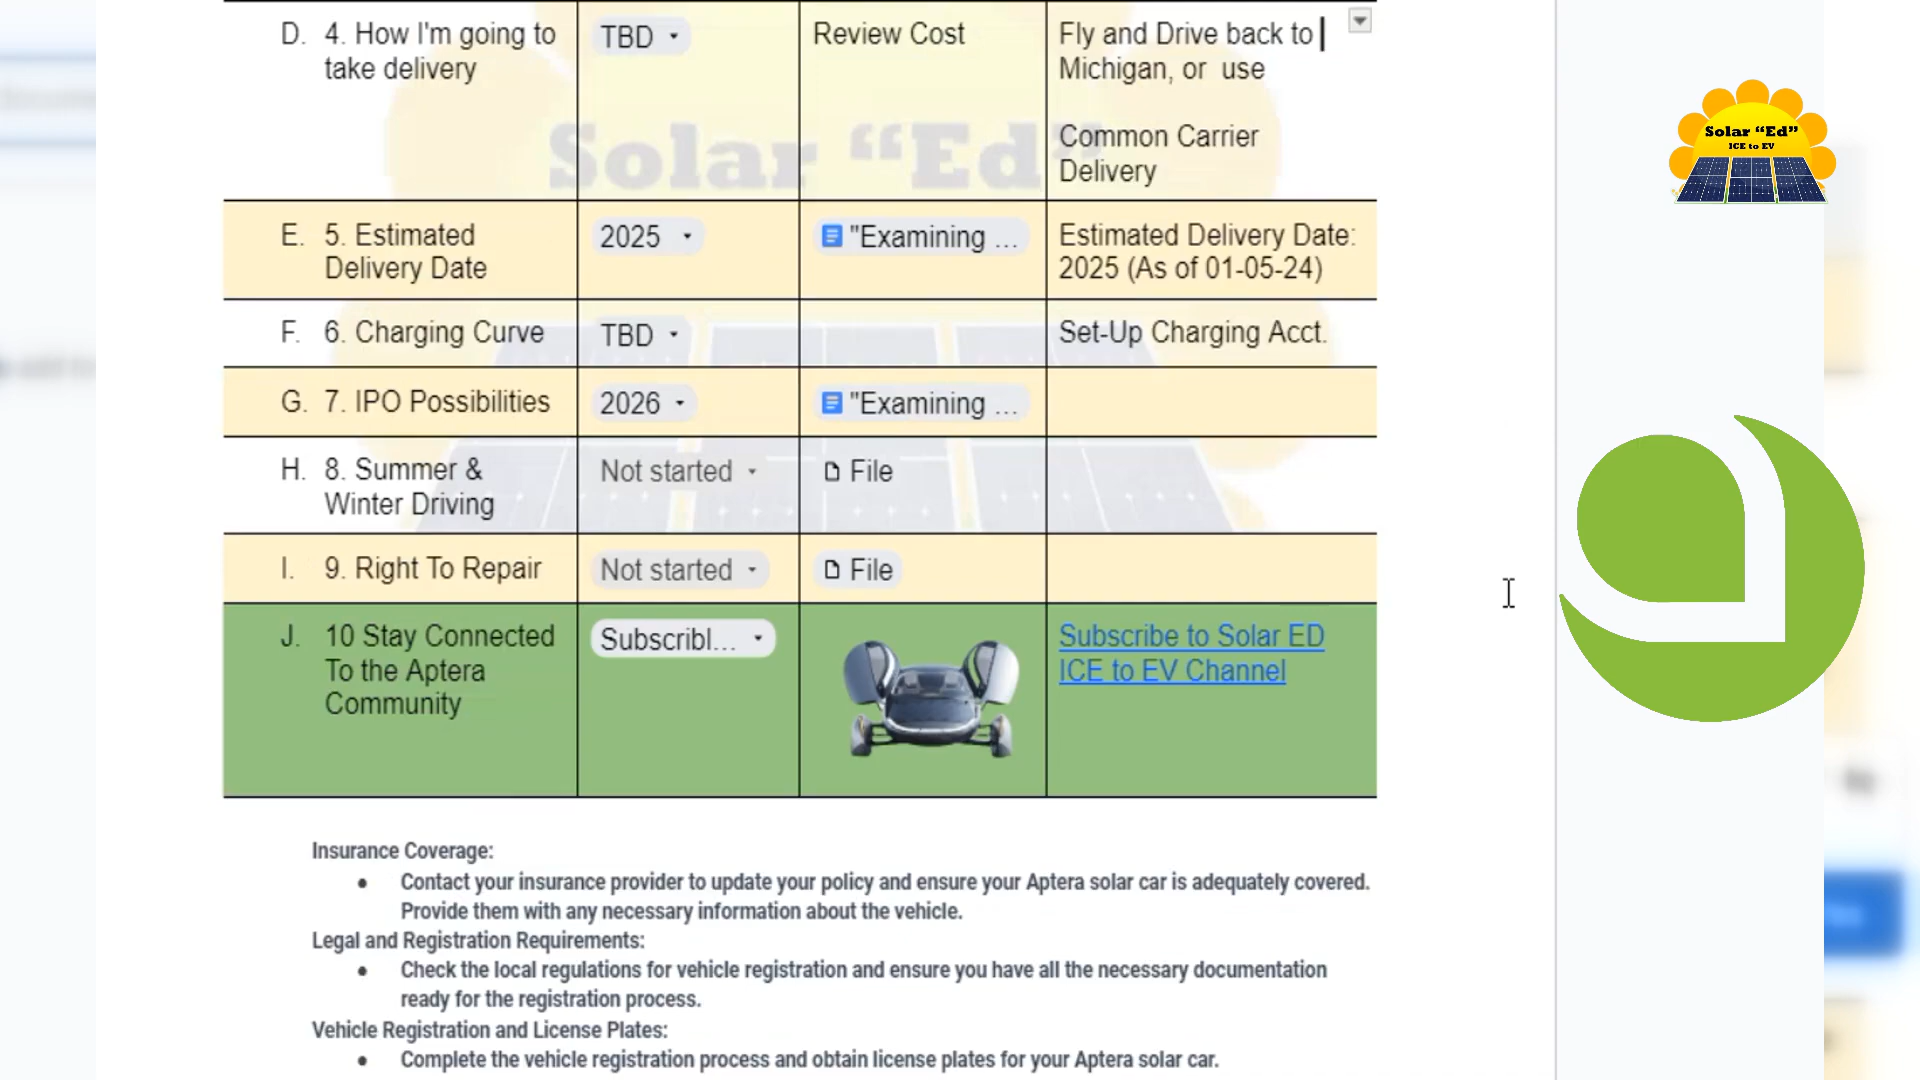 D. 4. How I'm going to take delivery
TBD
Review Cost
Fly and Drive back to
Michigan, or use
Common Carrier
Delivery
Solar “Ed”
E. 5. Estimated
Delivery Date
2025
"Examining ...
Estimated Delivery Date:
2025 (As of 01-05-24)
F. 6. Charging Curve
TBD
Set-Up Charging Acct.
G. 7. IPO Possibilities
2026
"Examining ...
H. 8. Summer &
Winter Driving
Not started
File
I. 9. Right To Repair
Not started
File
J. 10 Stay Connected
To the Aptera
Community
Subscribl...
Subscribe to Solar ED
ICE to EV Channel
Insurance Coverage:
● Contact your insurance provider to update your policy and ensure your Aptera solar car is adequately covered.
Provide them with any necessary information about the vehicle.
Legal and Registration Requirements:
● Check the local regulations for vehicle registration and ensure you have all the necessary documentation
ready for the registration process.
Vehicle Registration and License Plates:
● Complete the vehicle registration process and obtain license plates for your Aptera solar car.
Solar “Ed”
ICE to EV